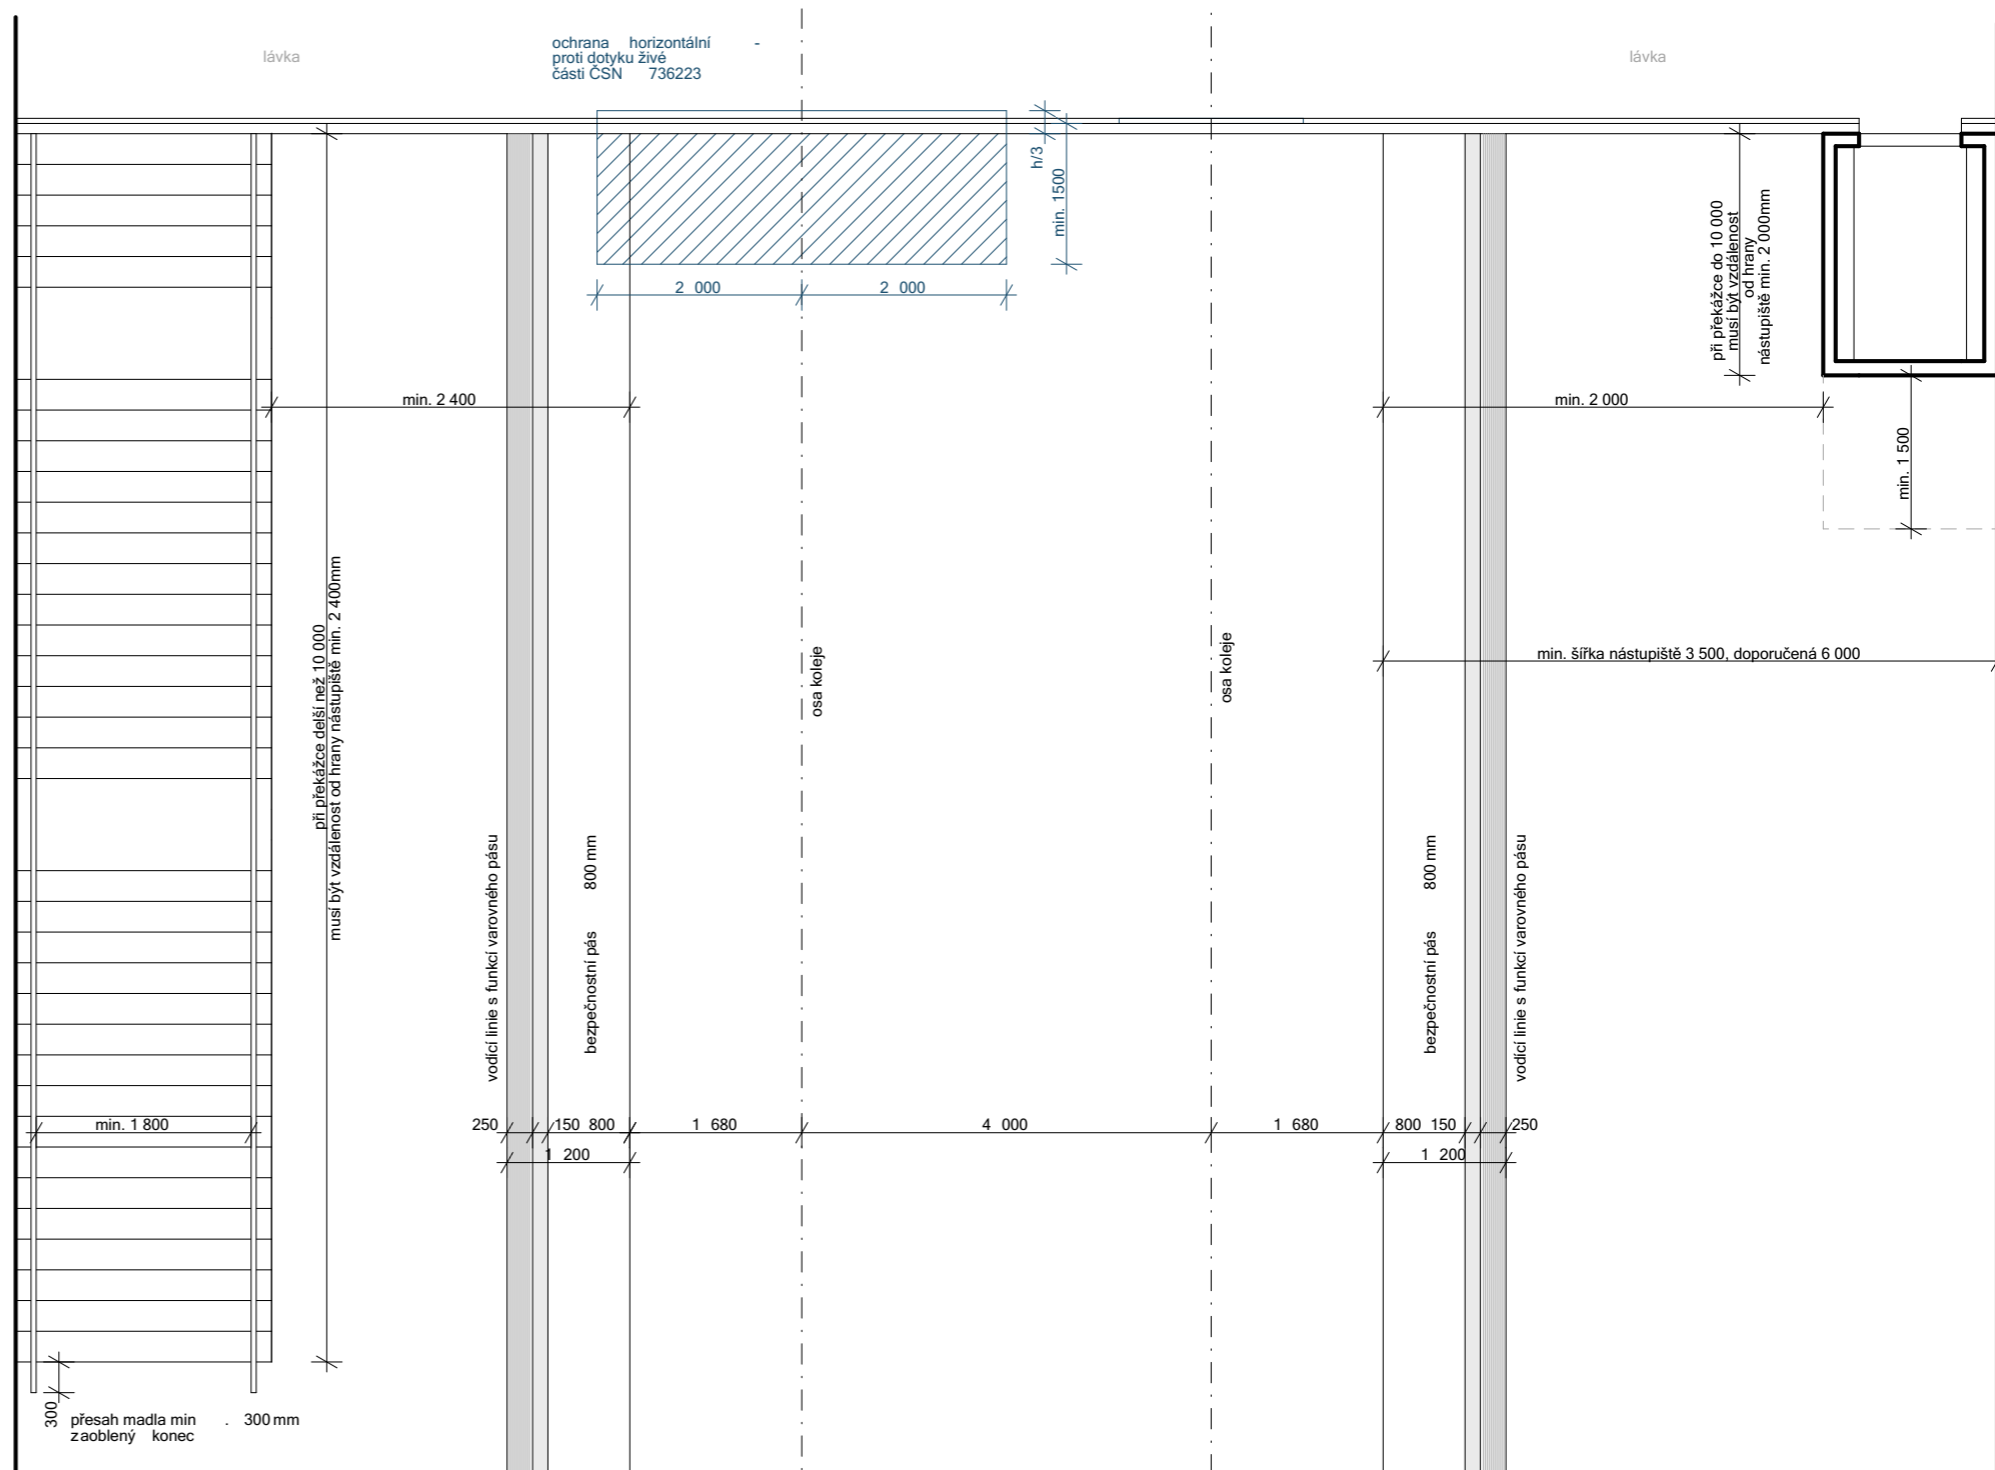 lávka
ochrana horizontální -
proti dotyku živé
části ČSN 736223
lávka
h/3
min. 1500
2 000
2 000
při překážce do 10 000
musí být vzdálenost
od hrany
nástupiště min. 2 000mm
min. 2 400
min. 2 000
min. 1 500
při překážce delší než 10 000
musí být vzdálenost od hrany nástupiště min. 2 400mm
osa koleje
osa koleje
min. šířka nástupiště 3 500, doporučená 6 000
vodící linie s funkcí varovného pásu
bezpečnostní pás 800 mm
bezpečnostní pás 800 mm
vodící linie s funkcí varovného pásu
min. 1 800
250
150
800
1 680
4 000
1 680
800
150
250
1 200
1 200
300
přesah madla min . 300 mm
zaoblený konec